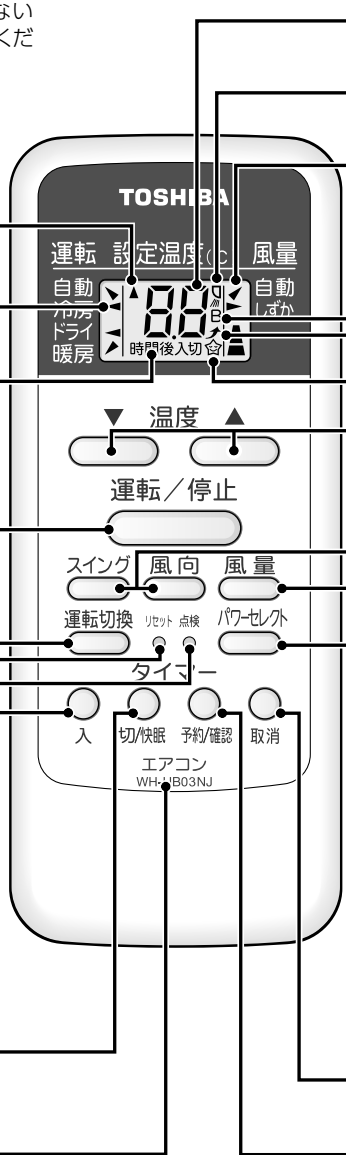 ない
くだ
TOSHIBA
運転 設定温度(℃) 風量
自動 自動
冷房 しずか
ドライ
暖房
88
時間後入切
▼ 温度 ▲
運転／停止
スイング 風向 風量
運転切換 リセット 点検 パワーセレクト
タイマー
入 切/快眠 予約/確認 取消
エアコン
WH-UB03NJ